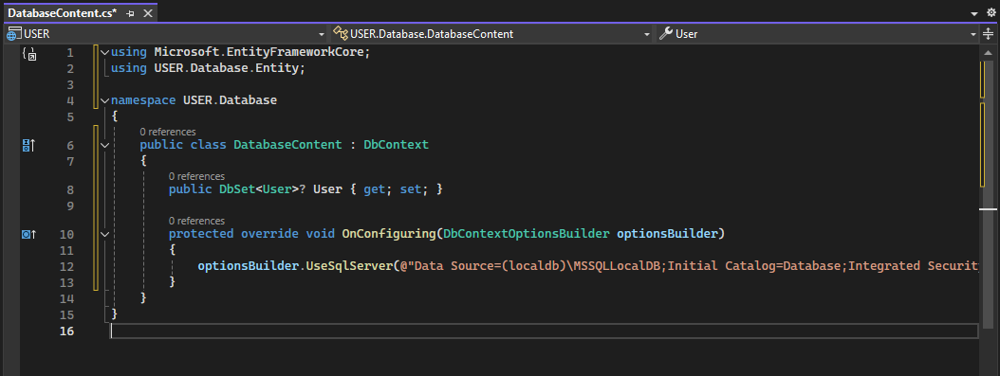 DatabaseContent.cs*
USER USER.Database.DatabaseContent User
1 using Microsoft.EntityFrameworkCore;
2 using USER.Database.Entity;
3
4 namespace USER.Database
5 {
0 references
6 public class DatabaseContent : DbContext
7 {
0 references
8 public DbSet<User>? User { get; set; }
9
0 references
10 protected override void OnConfiguring(DbContextOptionsBuilder optionsBuilder)
11 {
12 optionsBuilder.UseSqlServer(@"Data Source=(localdb)\MSSQLLocalDB;Initial Catalog=Database;Integrated Securit
13 }
14 }
15 }
16